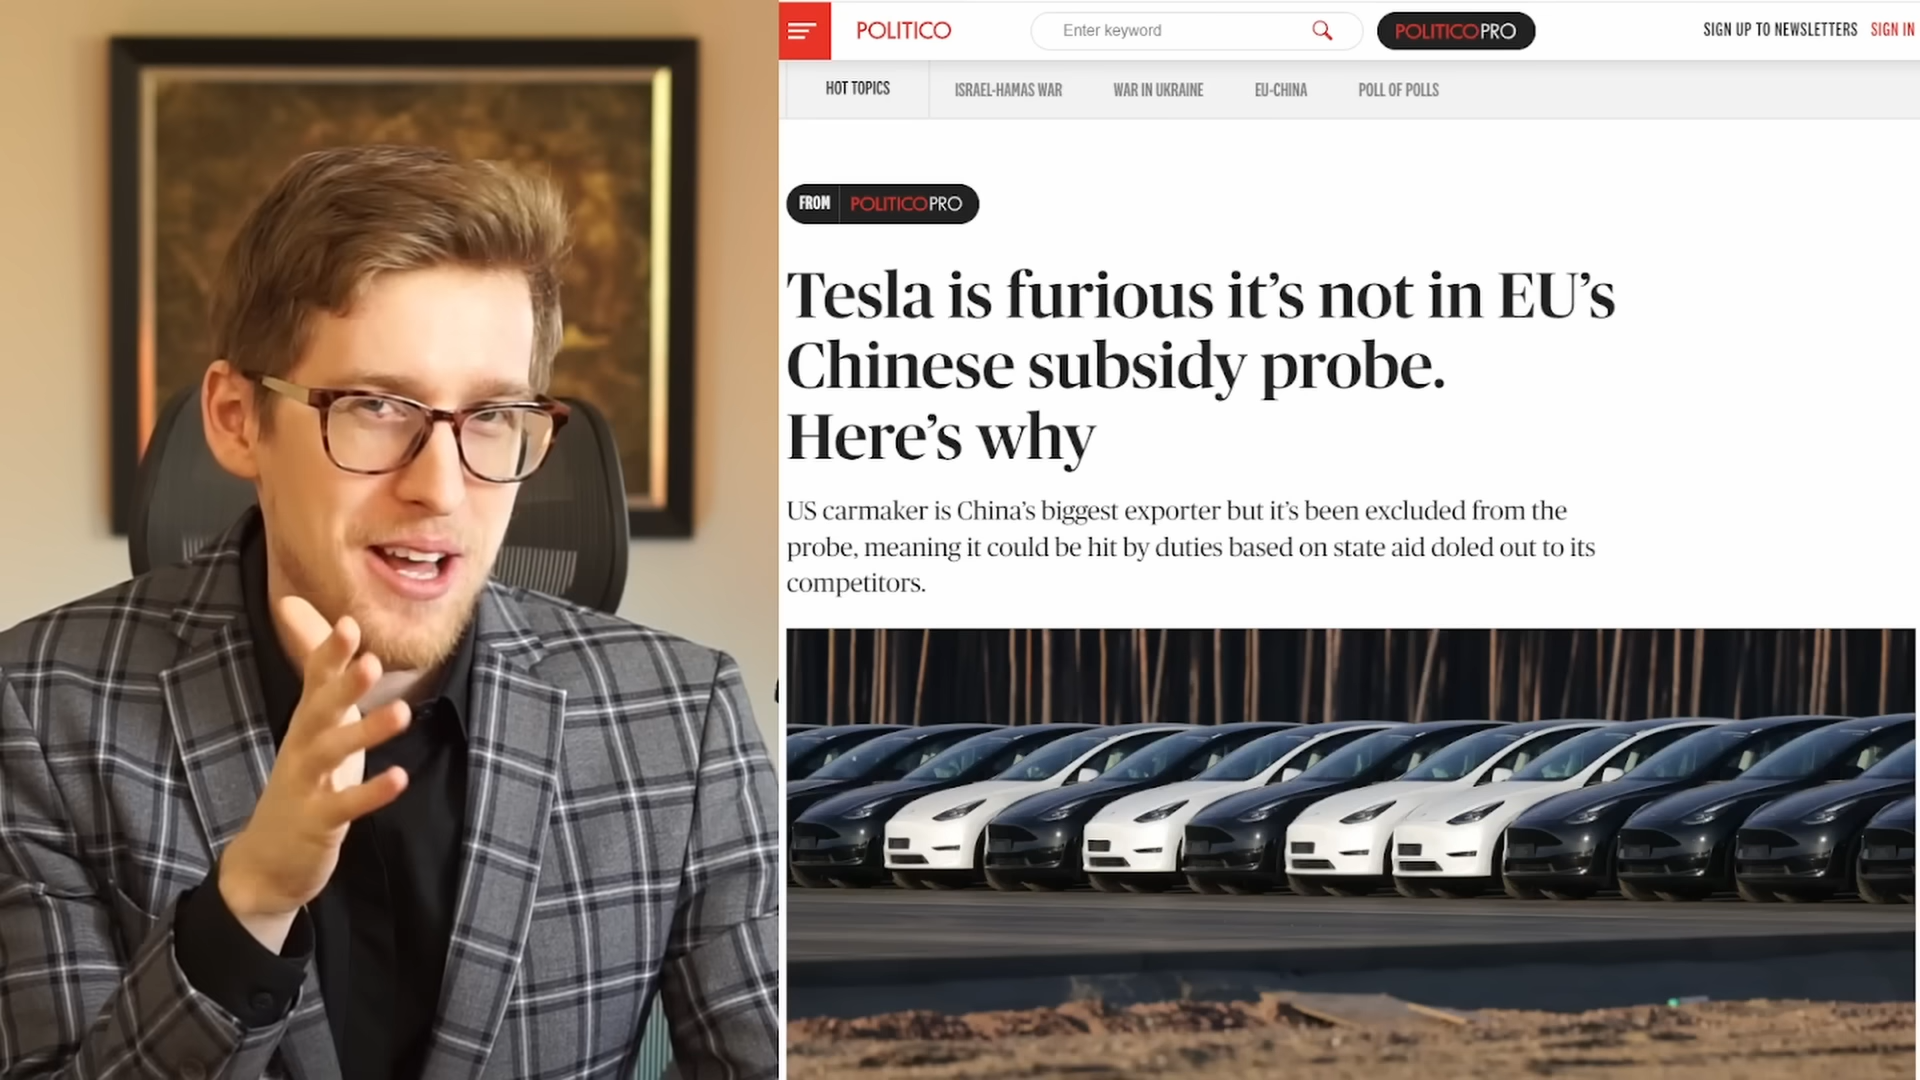 POLITICO
Enter keyword
POLITICOPRO
SIGN UP TO NEWSLETTERS
SIGN IN
HOT TOPICS
ISRAEL-HAMAS WAR
WAR IN UKRAINE
EU-CHINA
POLL OF POLLS
FROM POLITICOPRO
Tesla is furious it’s not in EU’s
Chinese subsidy probe.
Here’s why
US carmaker is China’s biggest exporter but it’s been excluded from the
probe, meaning it could be hit by duties based on state aid doled out to its
competitors.